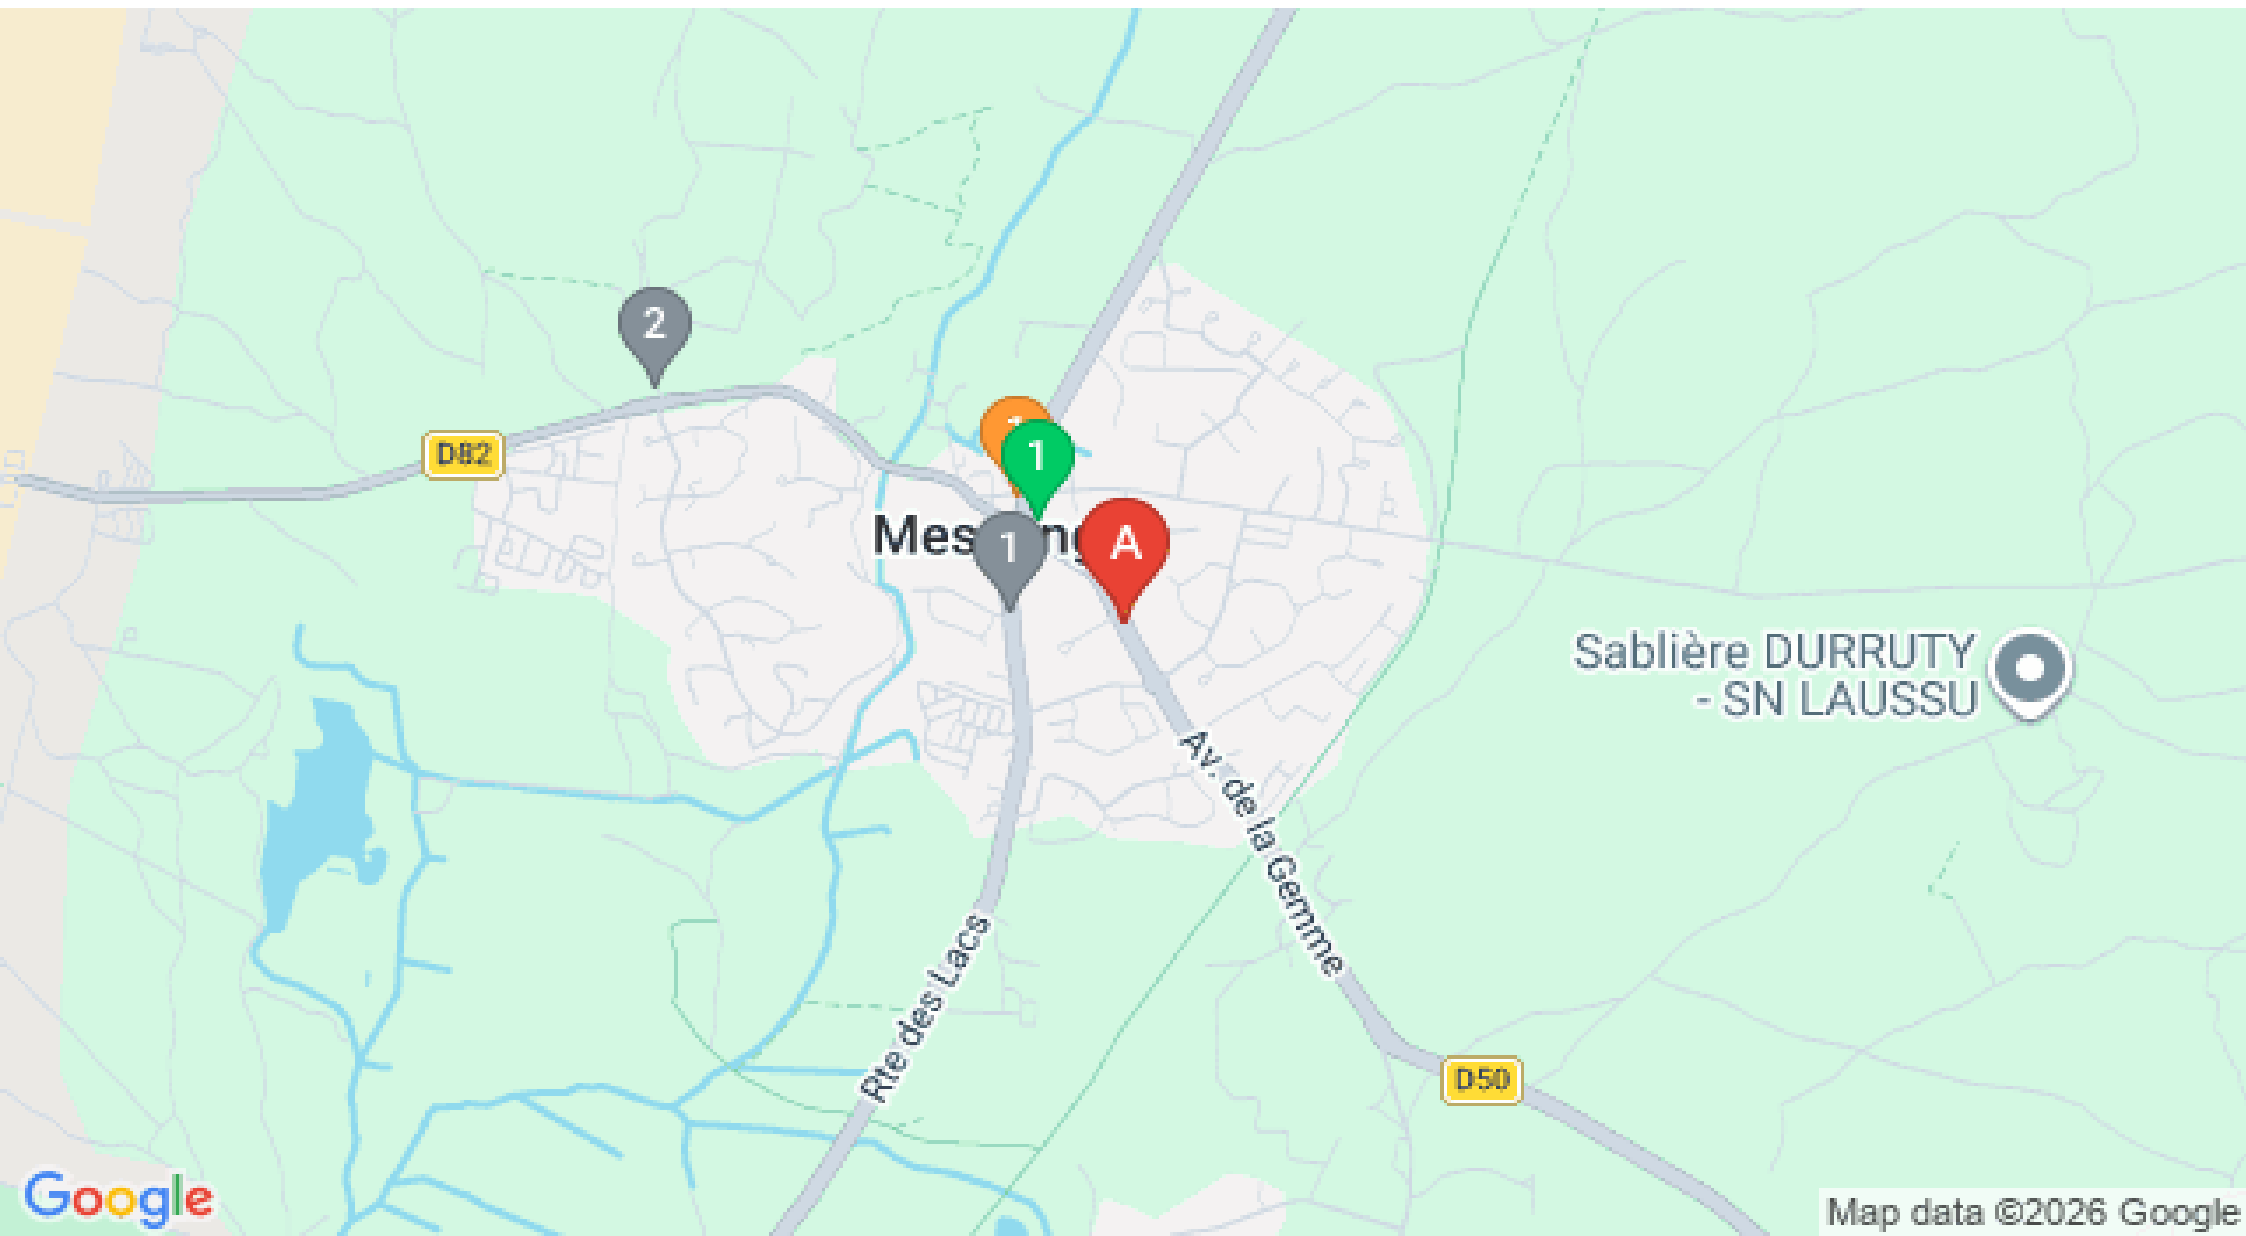 2
D82
1
1
A
Sablière DURRUTY
- SN LAUSSU
Av. de la Gemme
Rte des Lacs
D50
Google
Map data ©2026 Google